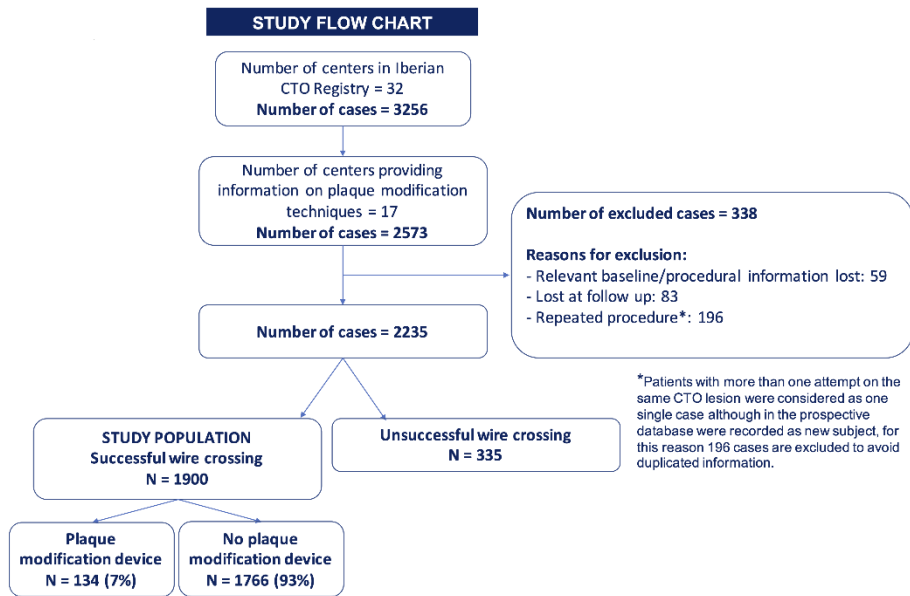 STUDY FLOW CHART
Number of centers in Iberian
CTO Registry = 32
Number of cases = 3256
Number of centers providing
information on plaque modification
techniques = 17
Number of cases = 2573
Number of excluded cases = 338
Reasons for exclusion:
- Relevant baseline/procedural information lost: 59
- Lost at follow up: 83
- Repeated procedure*: 196
Number of cases = 2235
*Patients with more than one attempt on the
same CTO lesion were considered as one
single case although in the prospective
database were recorded as new subject, for
this reason 196 cases are excluded to avoid
duplicated information.
STUDY POPULATION
Successful wire crossing
N = 1900
Unsuccessful wire crossing
N = 335
Plaque
modification device
N = 134 (7%)
No plaque
modification device
N = 1766 (93%)